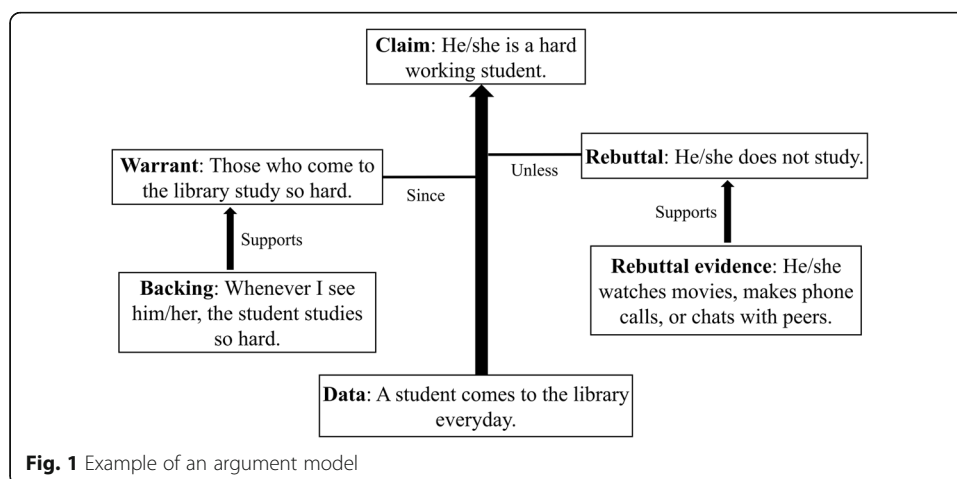 Claim: He/she is a hard
working student.
Warrant: Those who come to
the library study so hard.
Since
Unless
Rebuttal: He/she does not study.
Supports
Supports
Backing: Whenever I see
him/her, the student studies
so hard.
Rebuttal evidence: He/she
watches movies, makes phone
calls, or chats with peers.
Data: A student comes to the library
everyday.
Fig. 1 Example of an argument model